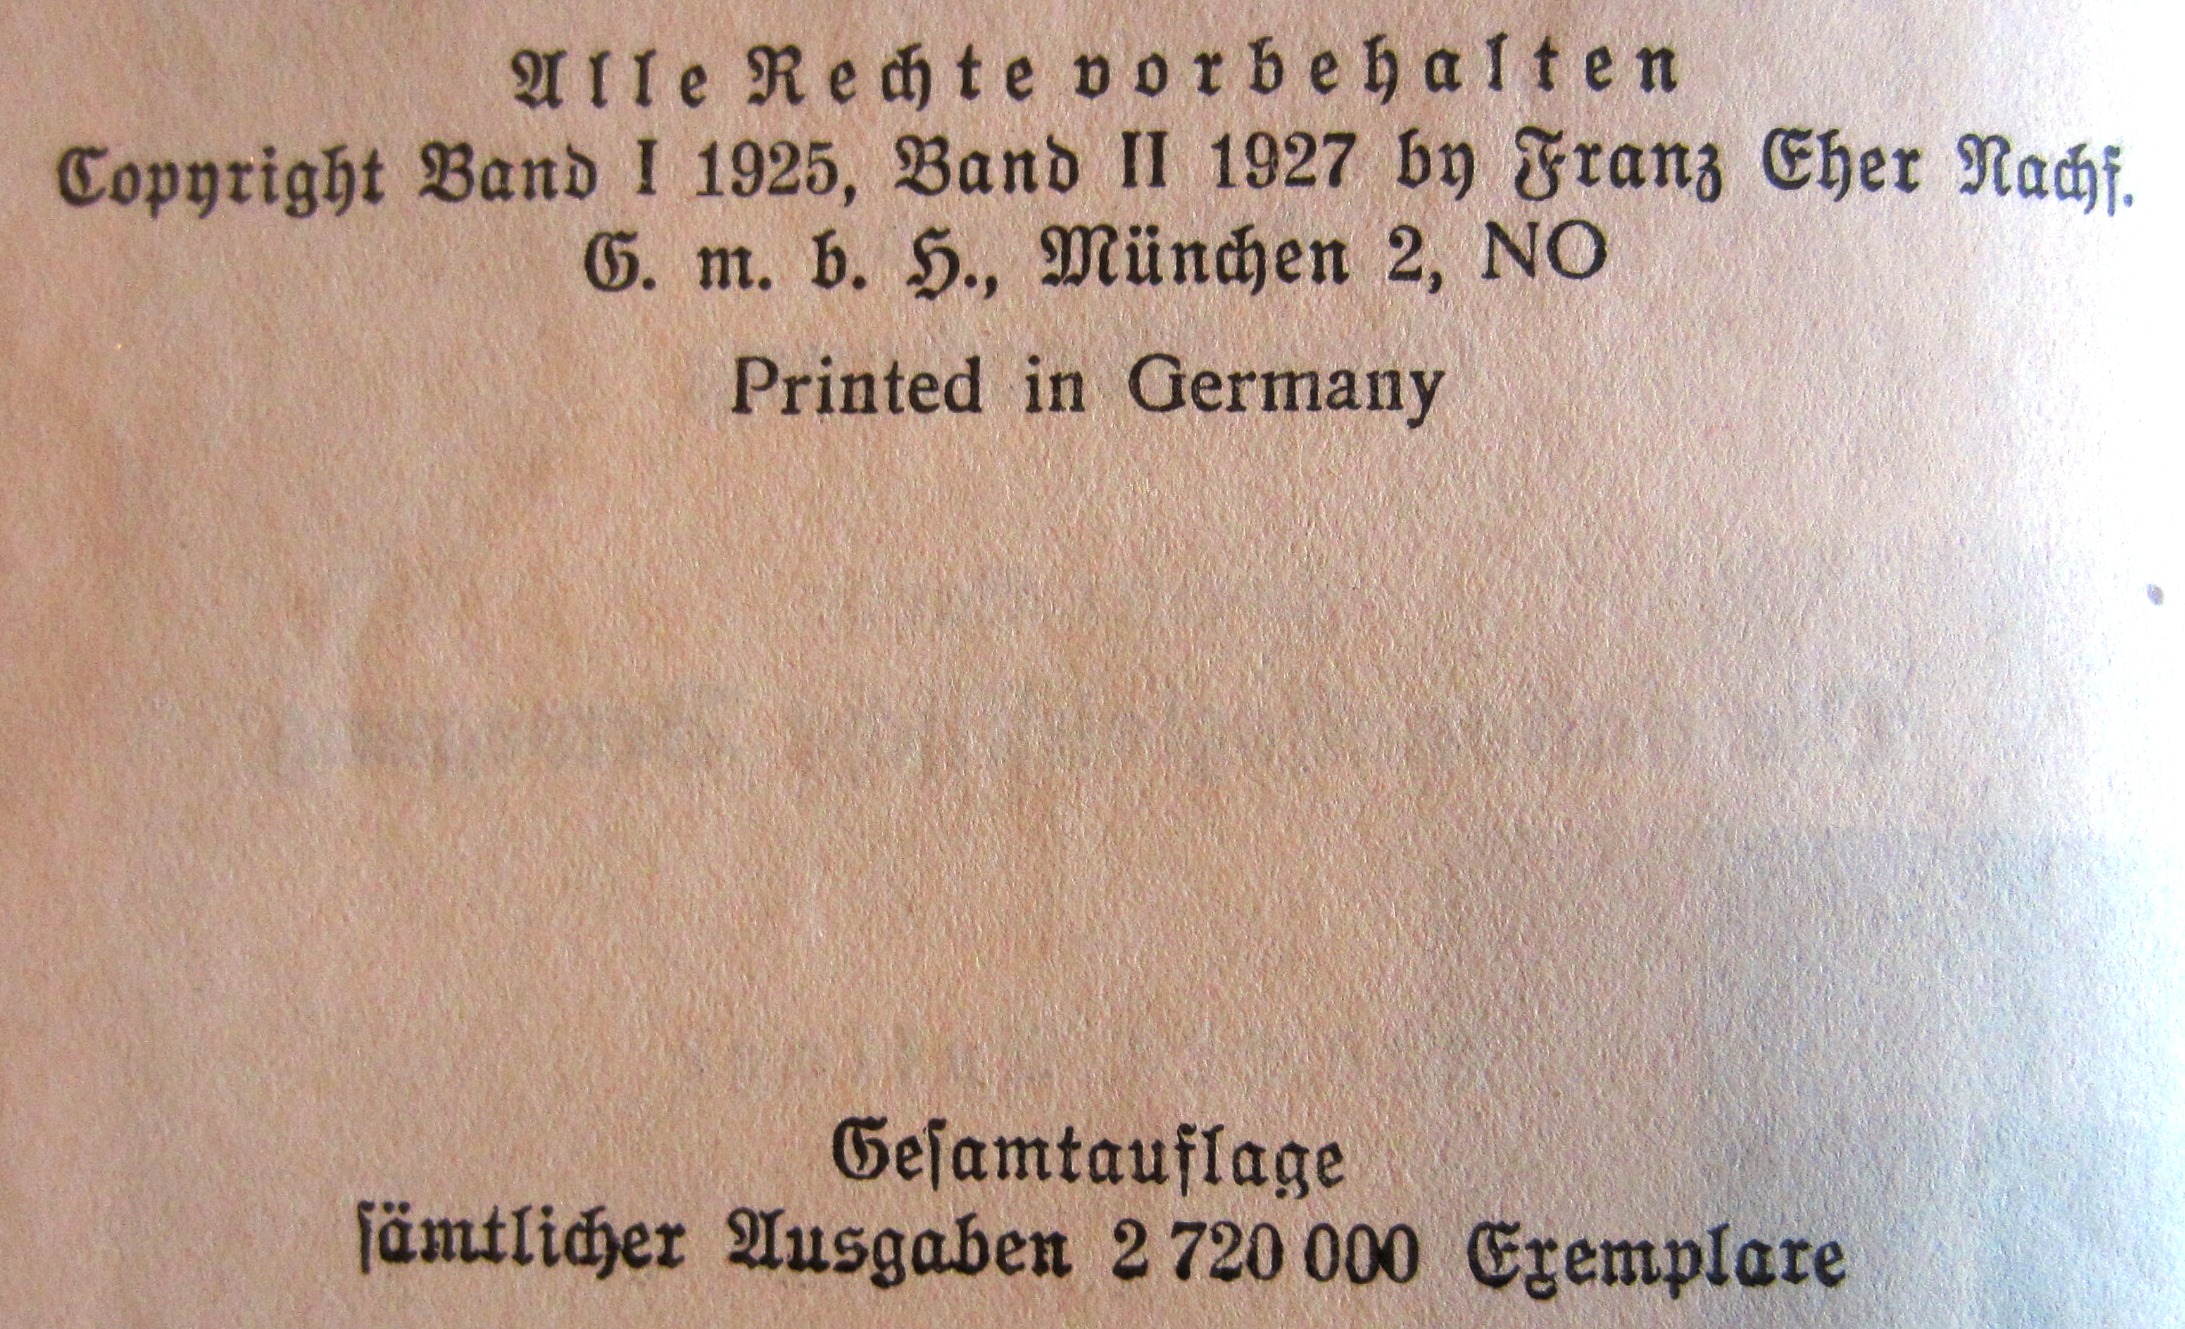 Alle Rechte vorbehalten
Copyright Band I 1925, Band II 1927 by Franz Eher Nachf.
G. m. b. H., München 2, NO
Printed in Germany
Geſamtauflage
ſämtlicher Ausgaben 2 720 000 Exemplare